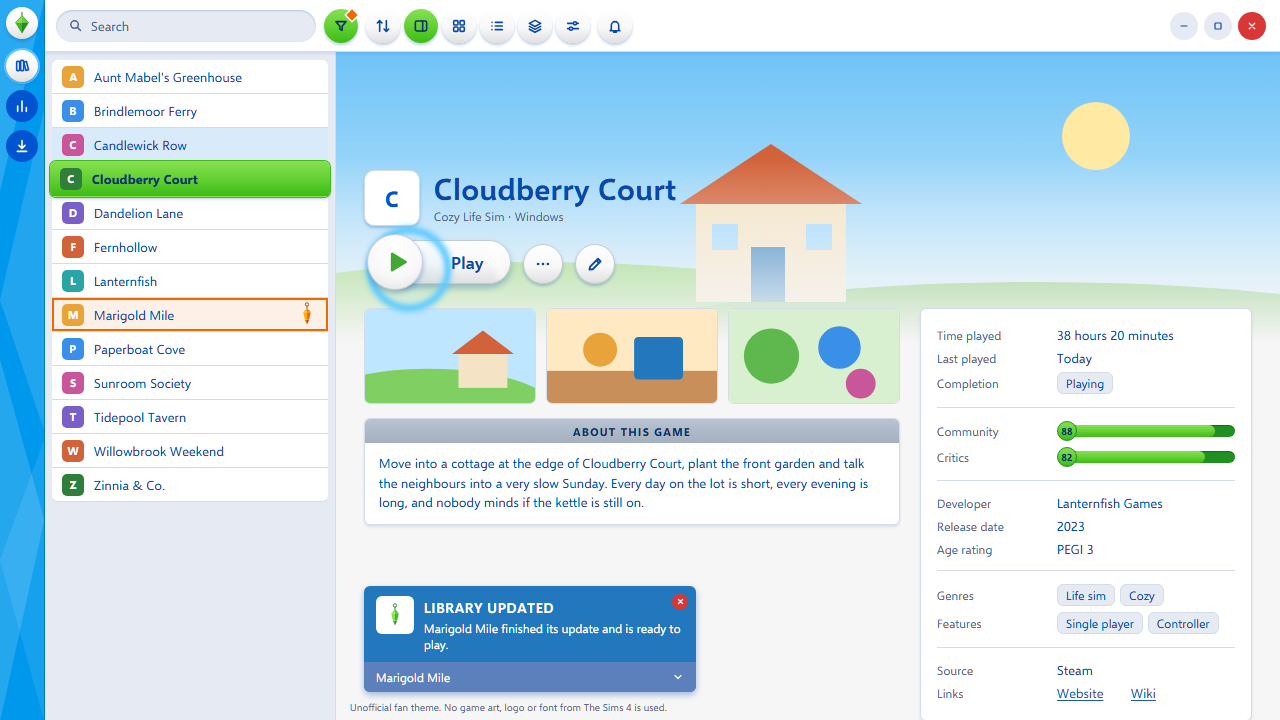 Search
A Aunt Mabel's Greenhouse
B Brindlemoor Ferry
C Candlewick Row
C Cloudberry Court
D Dandelion Lane
F Fernhollow
L Lanternfish
M Marigold Mile
P Paperboat Cove
S Sunroom Society
T Tidepool Tavern
W Willowbrook Weekend
Z Zinnia & Co.
C
Cloudberry Court
Cozy Life Sim · Windows
Play
ABOUT THIS GAME
Move into a cottage at the edge of Cloudberry Court, plant the front garden and talk
the neighbours into a very slow Sunday. Every day on the lot is short, every evening is
long, and nobody minds if the kettle is still on.
LIBRARY UPDATED
Marigold Mile finished its update and is ready to
play.
Marigold Mile
Unofficial fan theme. No game art, logo or font from The Sims 4 is used.
Time played 38 hours 20 minutes
Last played Today
Completion Playing
Community 88
Critics 82
Developer Lanternfish Games
Release date 2023
Age rating PEGI 3
Genres Life sim Cozy
Features Single player Controller
Source Steam
Links Website Wiki